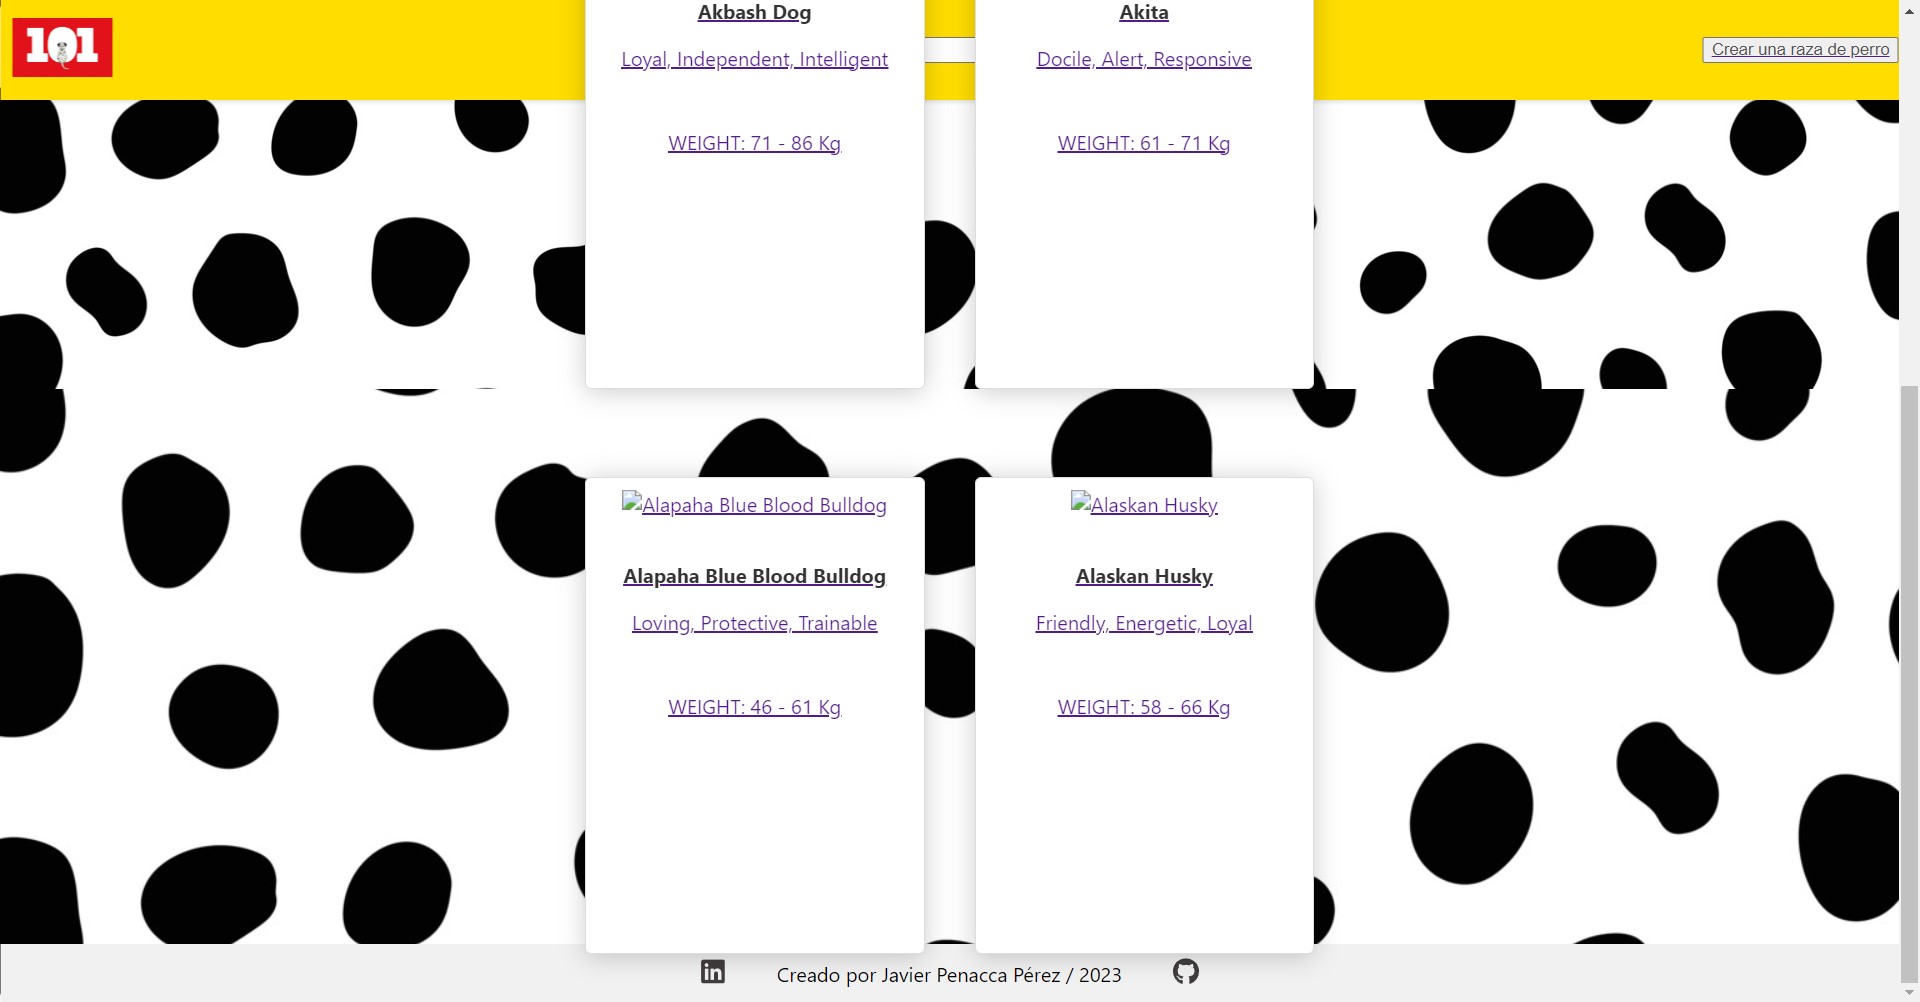 101
Akbash Dog
Akita
Crear una raza de perro
Loyal, Independent, Intelligent
Docile, Alert, Responsive
WEIGHT: 71 - 86 Kg
WEIGHT: 61 - 71 Kg
Alapaha Blue Blood Bulldog
Alaskan Husky
Alapaha Blue Blood Bulldog
Alaskan Husky
Loving, Protective, Trainable
Friendly, Energetic, Loyal
WEIGHT: 46 - 61 Kg
WEIGHT: 58 - 66 Kg
in
Creado por Javier Penacca Pérez / 2023